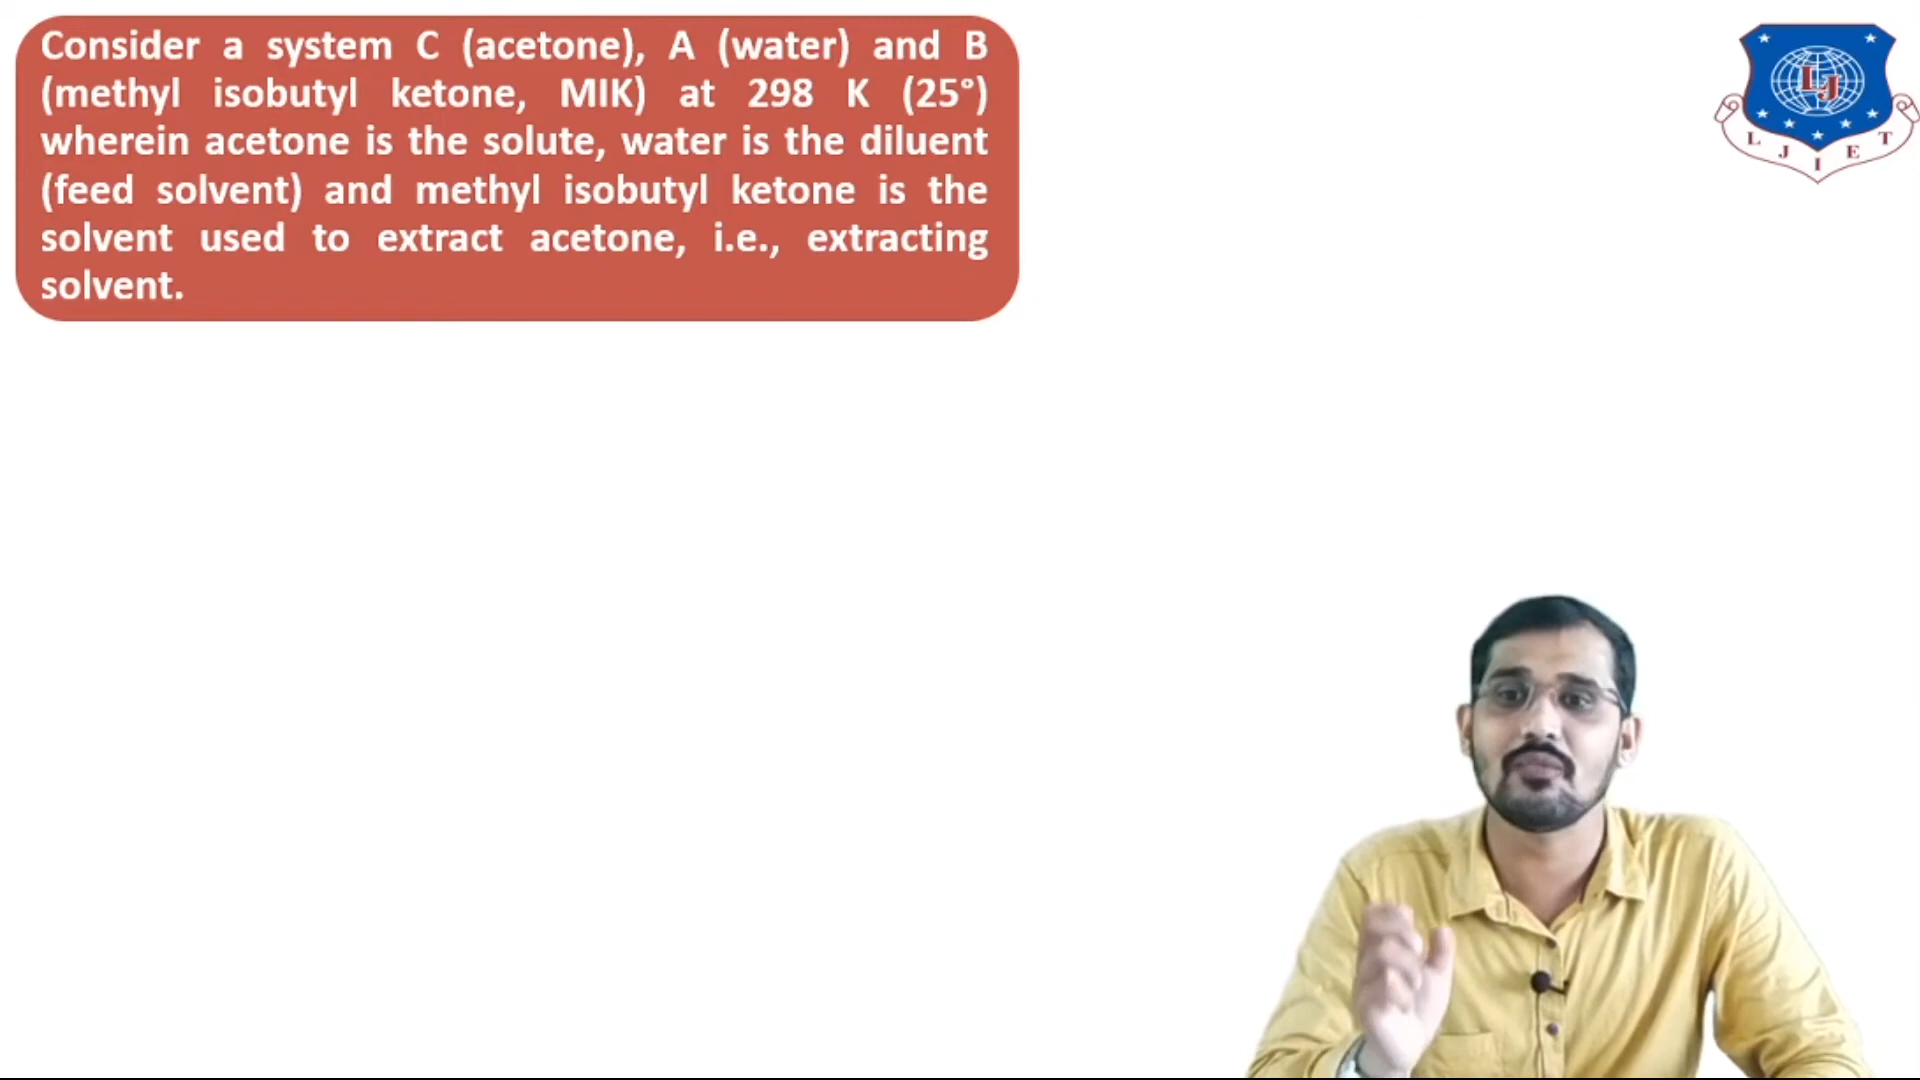 Consider a system C (acetone), A (water) and B
(methyl isobutyl ketone, MIK) at 298 K (25°)
wherein acetone is the solute, water is the diluent
(feed solvent) and methyl isobutyl ketone is the
solvent used to extract acetone, i.e., extracting
solvent.
LJ
L J I E T